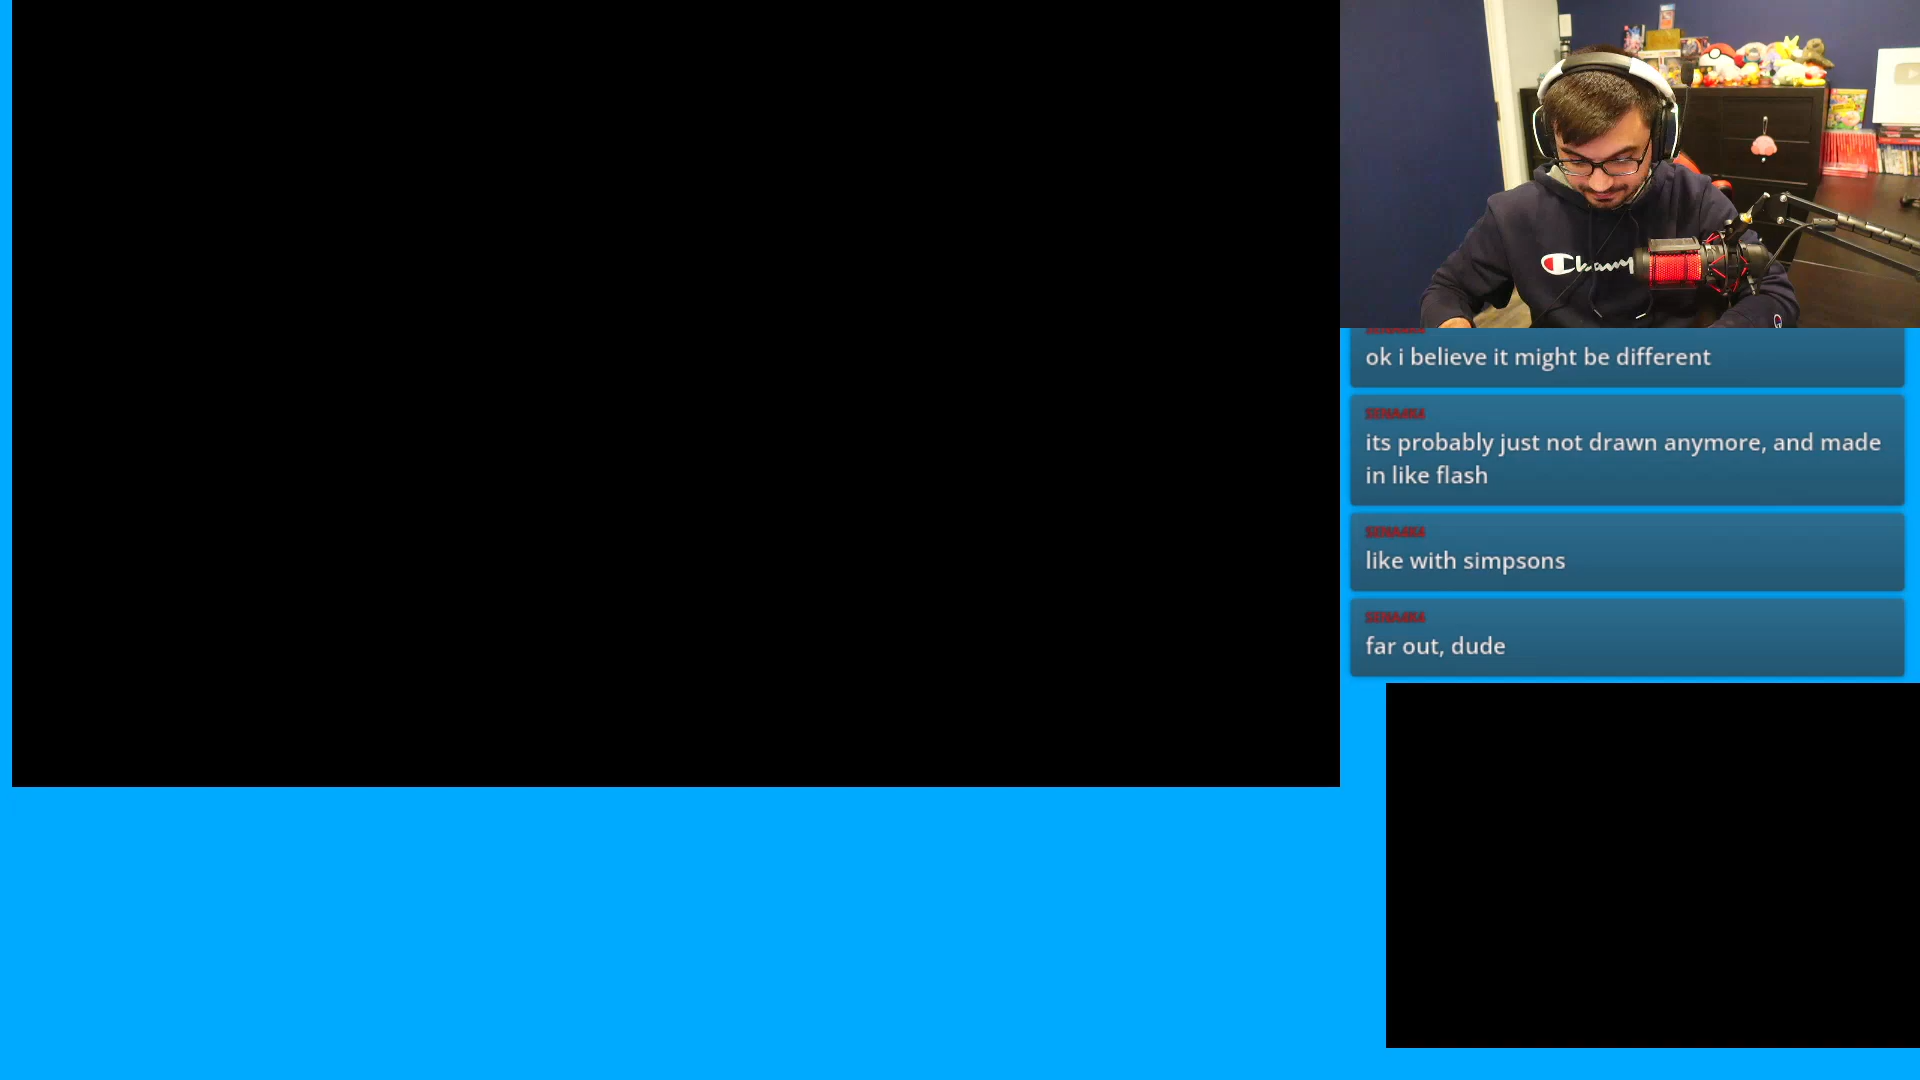 Champ
ok i believe it might be different
its probably just not drawn anymore, and made
in like flash
like with simpsons
far out, dude